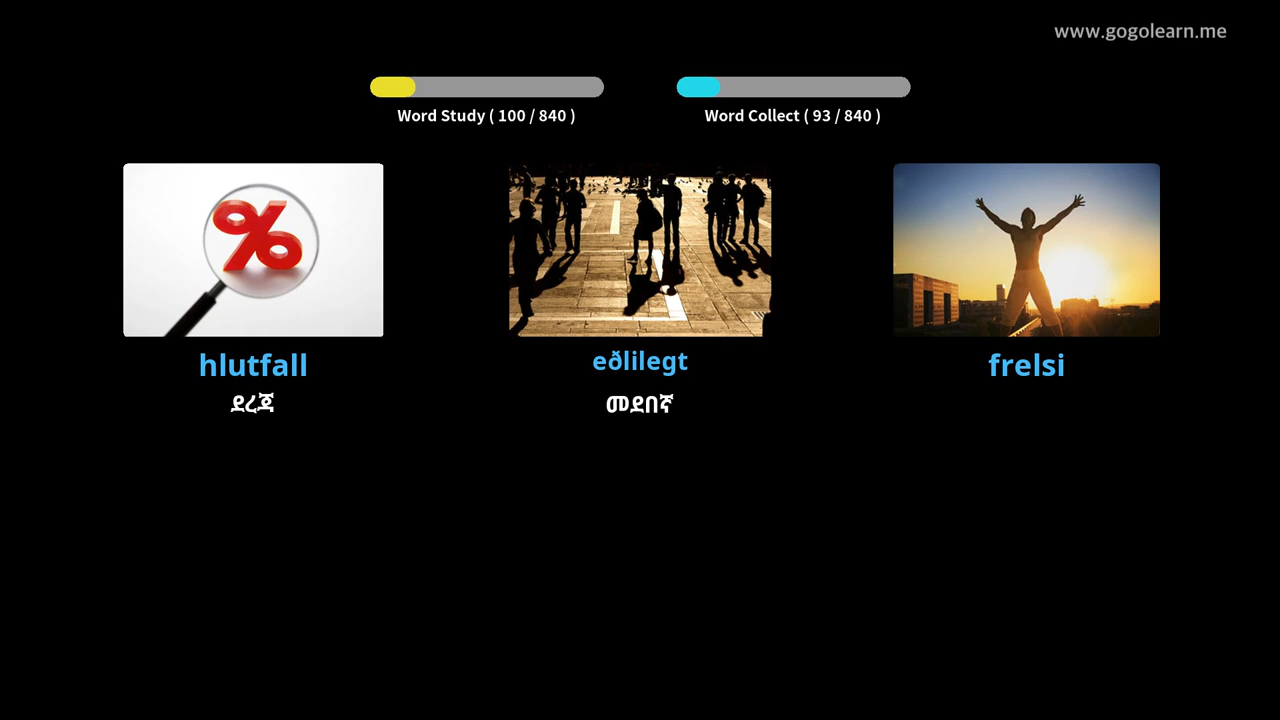 www.gogolearn.me
Word Study ( 100 / 840 )
Word Collect ( 93 / 840 )
%
hlutfall
eðlilegt
frelsi
ደረጃ
መደበኛ